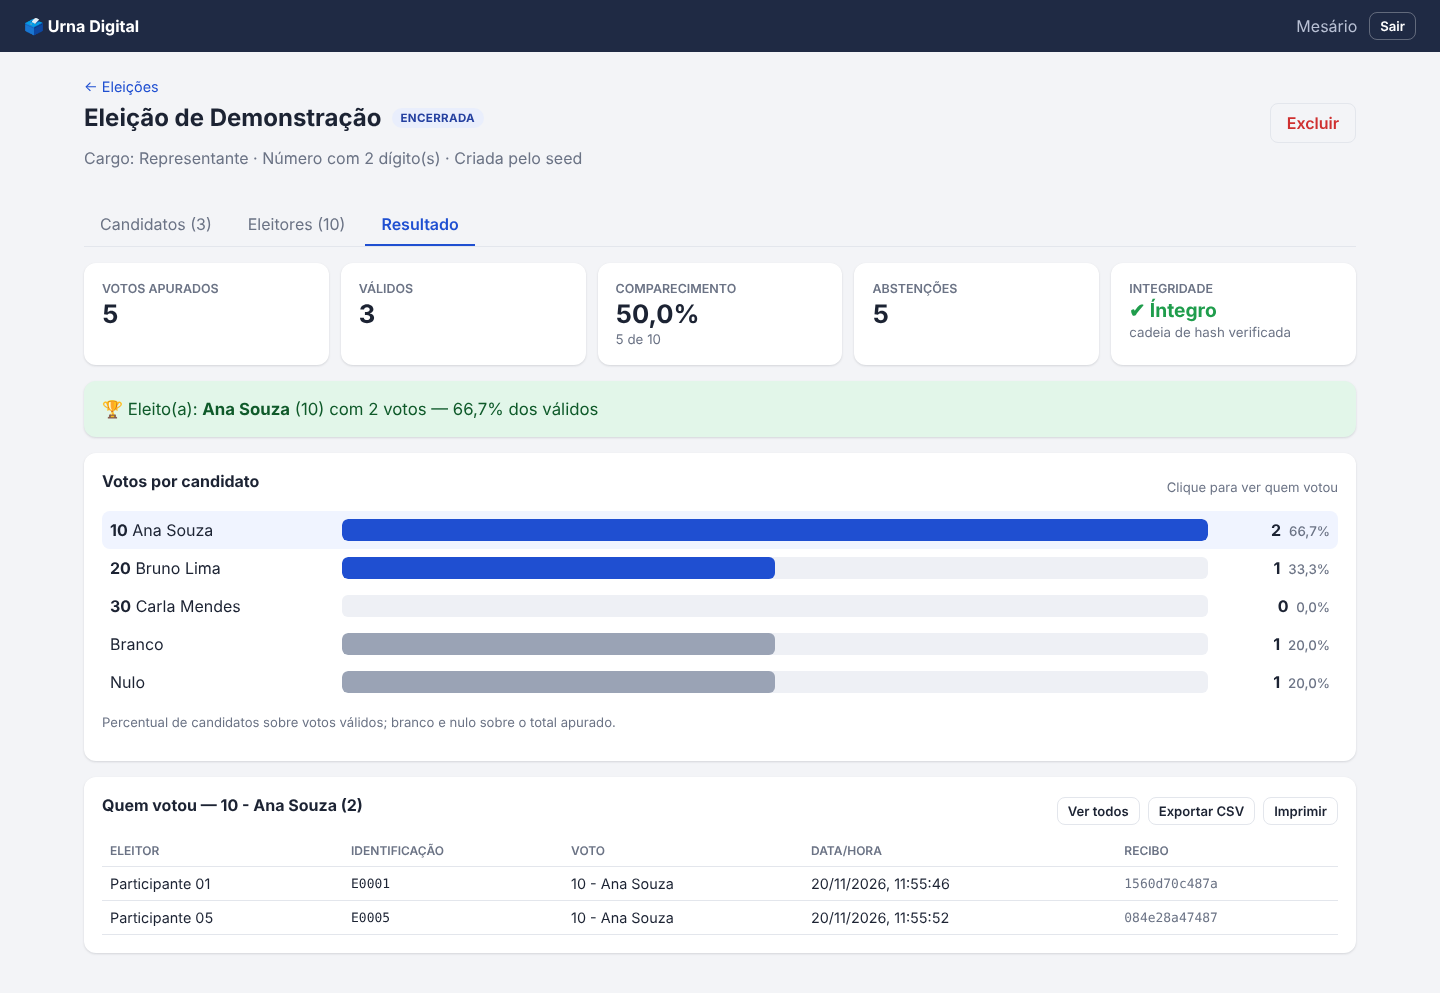 Urna Digital
Mesário
Sair
← Eleições
Eleição de Demonstração
ENCERRADA
Excluir
Cargo: Representante · Número com 2 dígito(s) · Criada pelo seed
Candidatos (3)
Eleitores (10)
Resultado
VOTOS APURADOS
5
VÁLIDOS
3
COMPARECIMENTO
50,0%
5 de 10
ABSTENÇÕES
5
INTEGRIDADE
✔ Íntegro
cadeia de hash verificada
🏆 Eleito(a): Ana Souza (10) com 2 votos — 66,7% dos válidos
Votos por candidato
Clique para ver quem votou
10 Ana Souza 2 66,7%
20 Bruno Lima 1 33,3%
30 Carla Mendes 0 0,0%
Branco 1 20,0%
Nulo 1 20,0%
Percentual de candidatos sobre votos válidos; branco e nulo sobre o total apurado.
Quem votou — 10 - Ana Souza (2)
Ver todos
Exportar CSV
Imprimir
ELEITOR IDENTIFICAÇÃO VOTO DATA/HORA RECIBO
Participante 01 E0001 10 - Ana Souza 20/11/2026, 11:55:46 1560d70c487a
Participante 05 E0005 10 - Ana Souza 20/11/2026, 11:55:52 084e28a47487